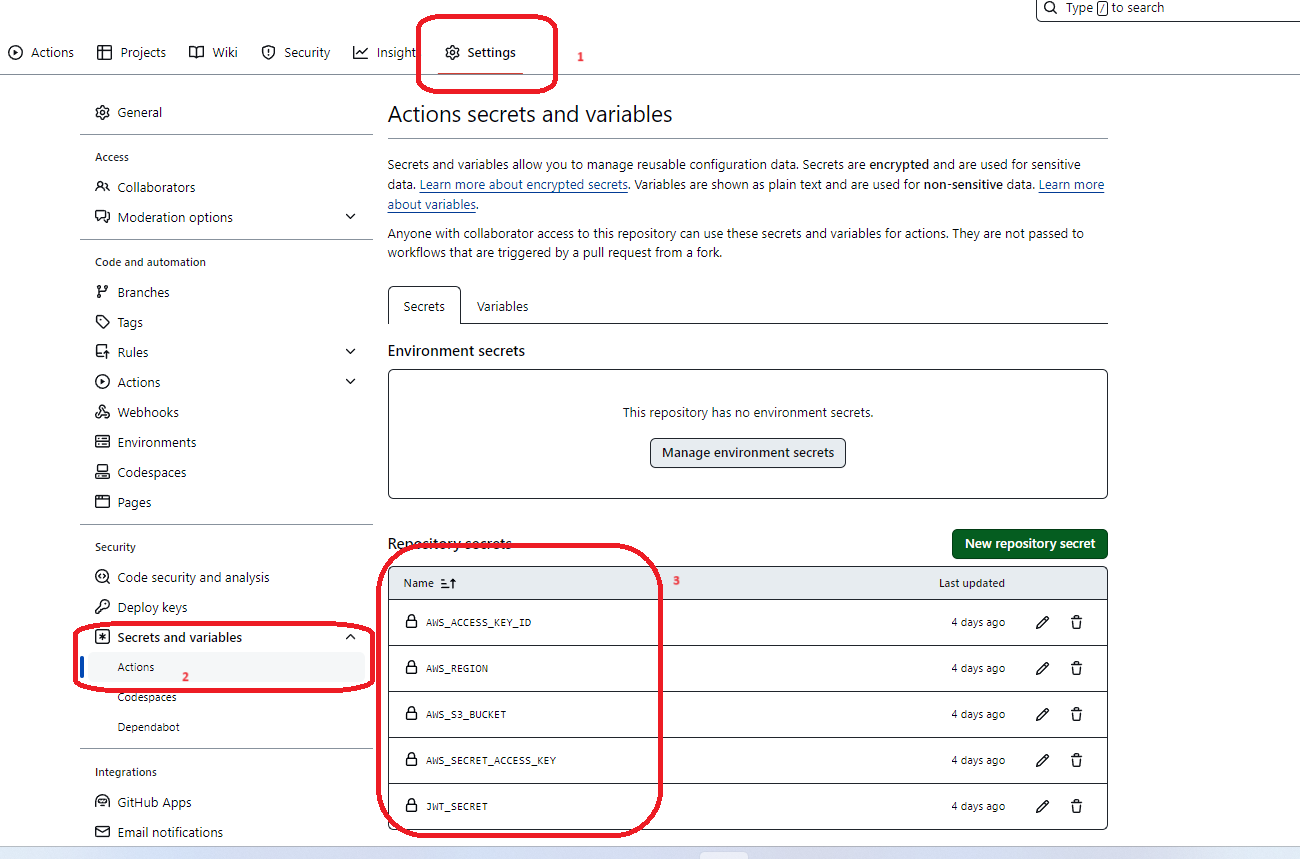 Type / to search
Actions Projects Wiki Security Insight Settings 1
General
Access
Collaborators
Moderation options
Code and automation
Branches
Tags
Rules
Actions
Webhooks
Environments
Codespaces
Pages
Security
Code security and analysis
Deploy keys
Secrets and variables
Actions
2
Codespaces
Dependabot
Integrations
GitHub Apps
Email notifications
Actions secrets and variables
Secrets and variables allow you to manage reusable configuration data. Secrets are encrypted and are used for sensitive
data. Learn more about encrypted secrets. Variables are shown as plain text and are used for non-sensitive data. Learn more
about variables.
Anyone with collaborator access to this repository can use these secrets and variables for actions. They are not passed to
workflows that are triggered by a pull request from a fork.
Secrets Variables
Environment secrets
This repository has no environment secrets.
Manage environment secrets
Repository secrets
New repository secret
Name 3 Last updated
AWS_ACCESS_KEY_ID 4 days ago
AWS_REGION 4 days ago
AWS_S3_BUCKET 4 days ago
AWS_SECRET_ACCESS_KEY 4 days ago
JWT_SECRET 4 days ago